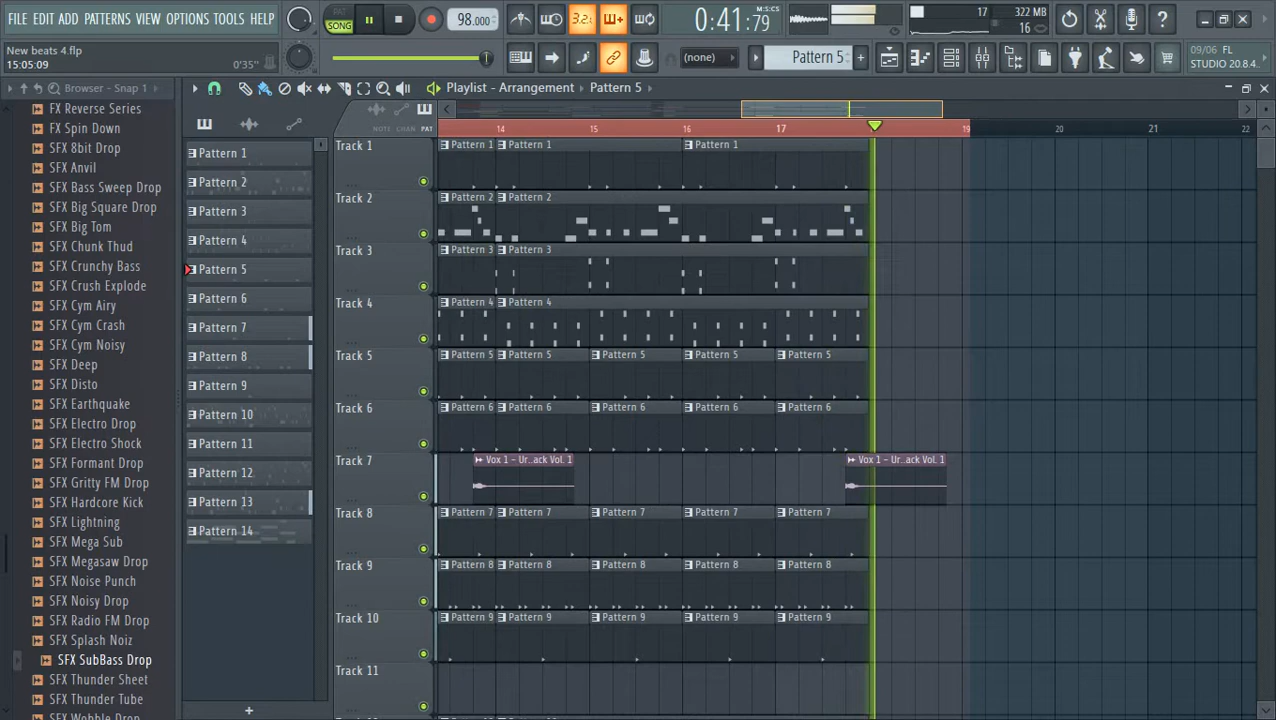 FILE EDIT ADD PATTERNS VIEW OPTIONS TOOLS HELP
PAT
SONG
98.000
3.2
0:41:79
M:S:CS
17
322 MB
16
New beats 4.flp
15:05:09
0'35"
(none)
Pattern 5
09/06 FL
STUDIO 20.8.4
Browser - Snap 1
Playlist - Arrangement
Pattern 5
NOTE CHAN PAT
14
15
16
17
19
20
21
22
FX Reverse Series
FX Spin Down
SFX 8bit Drop
SFX Anvil
SFX Bass Sweep Drop
SFX Big Square Drop
SFX Big Tom
SFX Chunk Thud
SFX Crunchy Bass
SFX Crush Explode
SFX Cym Airy
SFX Cym Crash
SFX Cym Noisy
SFX Deep
SFX Disto
SFX Earthquake
SFX Electro Drop
SFX Electro Shock
SFX Formant Drop
SFX Gritty FM Drop
SFX Hardcore Kick
SFX Lightning
SFX Mega Sub
SFX Megasaw Drop
SFX Noise Punch
SFX Noisy Drop
SFX Radio FM Drop
SFX Splash Noiz
SFX SubBass Drop
SFX Thunder Sheet
SFX Thunder Tube
SFX Wobble Drop
Pattern 1
Pattern 2
Pattern 3
Pattern 4
Pattern 5
Pattern 6
Pattern 7
Pattern 8
Pattern 9
Pattern 10
Pattern 11
Pattern 12
Pattern 13
Pattern 14
Track 1
Pattern 1 Pattern 1 Pattern 1
Track 2
Pattern 2 Pattern 2
Track 3
Pattern 3 Pattern 3
Track 4
Pattern 4 Pattern 4
Track 5
Pattern 5 Pattern 5 Pattern 5 Pattern 5 Pattern 5
Track 6
Pattern 6 Pattern 6 Pattern 6 Pattern 6 Pattern 6
Track 7
Vox 1 - Ur..ack Vol. 1 Vox 1 - Ur..ack Vol. 1
Track 8
Pattern 7 Pattern 7 Pattern 7 Pattern 7 Pattern 7
Track 9
Pattern 8 Pattern 8 Pattern 8 Pattern 8 Pattern 8
Track 10
Pattern 9 Pattern 9 Pattern 9 Pattern 9 Pattern 9
Track 11